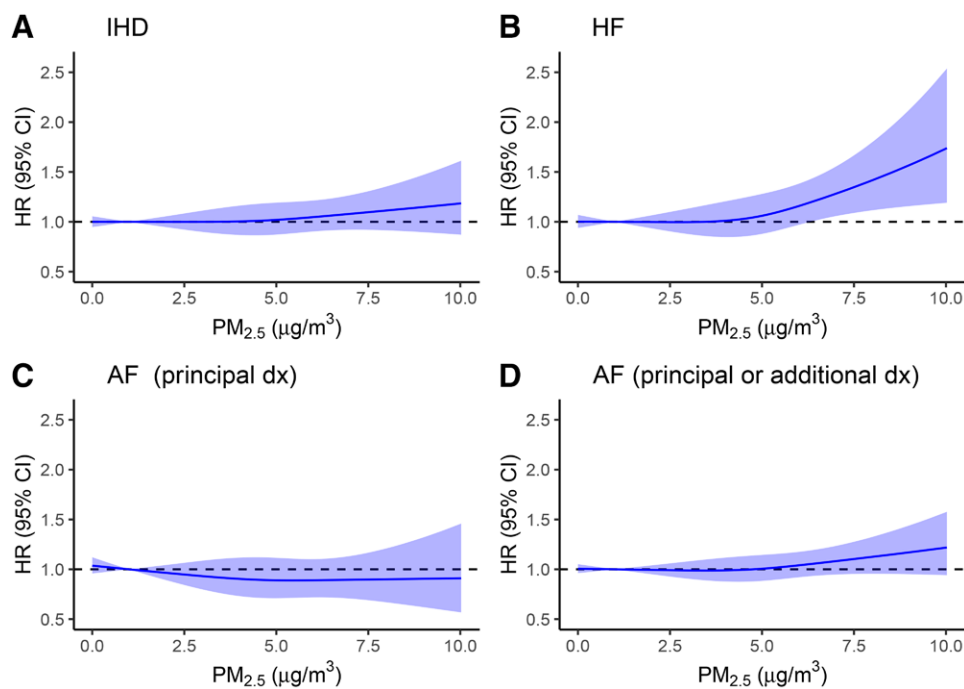 A IHD
HR (95% CI)
2.5
2.0
1.5
1.0
0.5
0.0 2.5 5.0 7.5 10.0
PM2.5 (μg/m3)
B HF
HR (95% CI)
2.5
2.0
1.5
1.0
0.5
0.0 2.5 5.0 7.5 10.0
PM2.5 (μg/m3)
C AF (principal dx)
HR (95% CI)
2.5
2.0
1.5
1.0
0.5
0.0 2.5 5.0 7.5 10.0
PM2.5 (μg/m3)
D AF (principal or additional dx)
HR (95% CI)
2.5
2.0
1.5
1.0
0.5
0.0 2.5 5.0 7.5 10.0
PM2.5 (μg/m3)